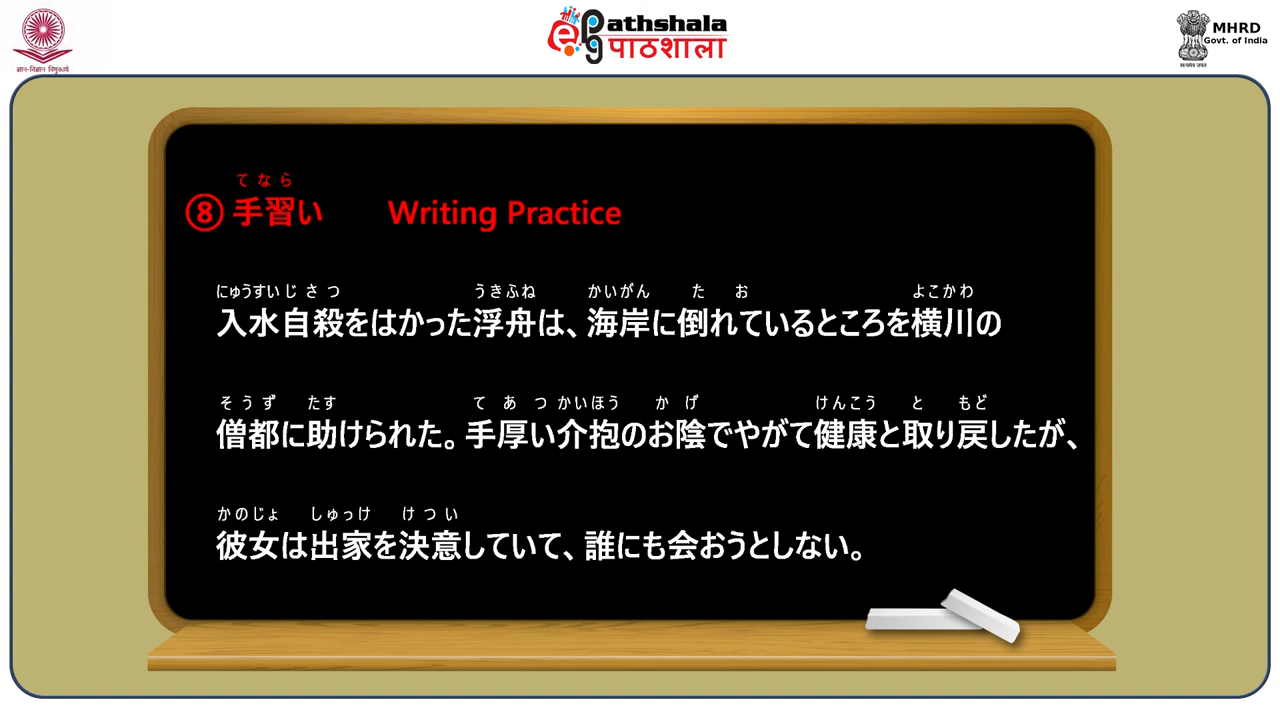 ज्ञान-विज्ञान विमुक्तये
ePathshala
पाठशाला
MHRD
Govt. of India
सत्यमेव जयते
てなら
⑧ 手習い Writing Practice
にゅうすいじさつ うきふね かいがん た お よこかわ
入水自殺をはかった浮舟は、海岸に倒れているところを横川の
そうず たす て あつ かいほう かげ けんこう と もど
僧都に助けられた。手厚い介抱のお陰でやがて健康と取り戻したが、
かのじょ しゅっけ けつい
彼女は出家を決意していて、誰にも会おうとしない。